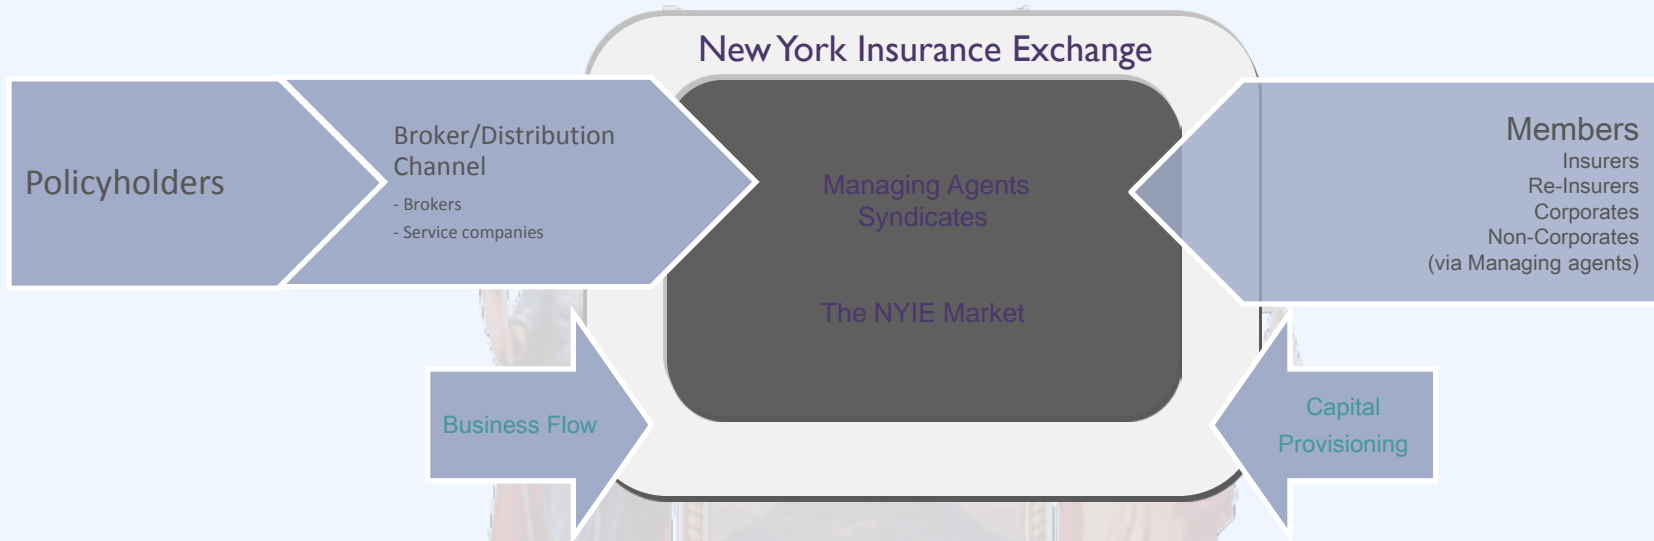 New York Insurance Exchange
Policyholders
Broker/Distribution
Channel
- Brokers
- Service companies
Managing Agents
Syndicates
The NYIE Market
Members
Insurers
Re-Insurers
Corporates
Non-Corporates
(via Managing agents)
Business Flow
Capital
Provisioning